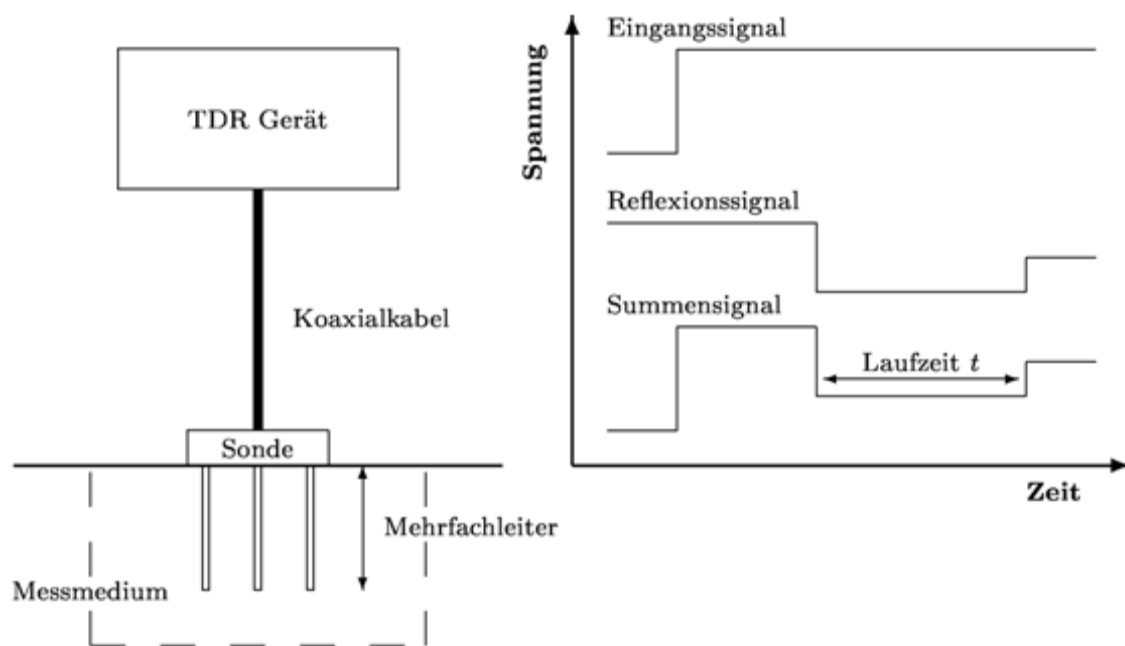 TDR Gerät
Koaxialkabel
Sonde
Mehrfachleiter
Messmedium
Spannung
Eingangssignal
Reflexionssignal
Summensignal
Laufzeit t
Zeit